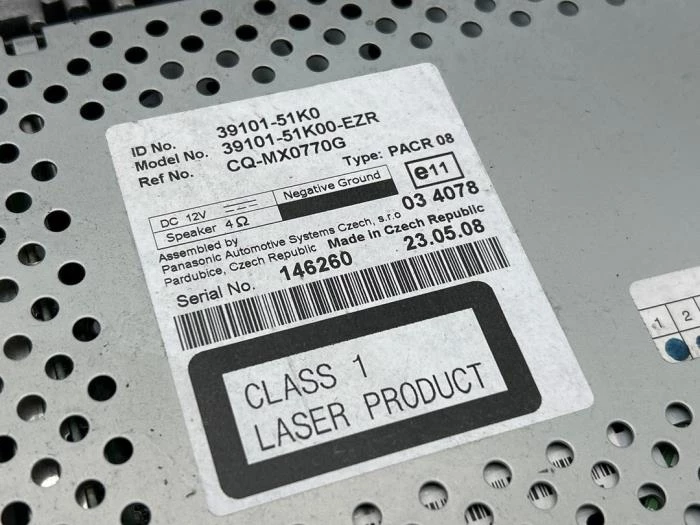 ID No. 39101-51K0
Model No. 39101-51K00-EZR
Ref No. CQ-MX0770G
Type: PACR 08
DC 12V Negative Ground e11
Speaker 4 Ω 03 4078
Assembled by
Panasonic Automotive Systems Czech, s.r.o
Pardubice, Czech Republic Made in Czech Republic
Serial No. 146260 23.05.08
CLASS 1
LASER PRODUCT
1 2